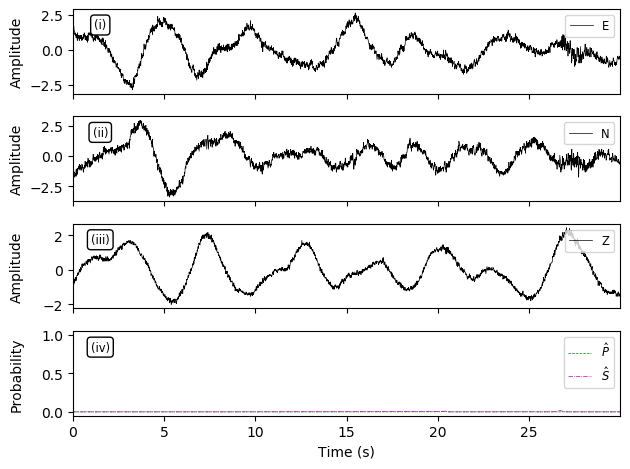 2.5
0.0
−2.5
Amplitude
(i)
E
2.5
0.0
−2.5
Amplitude
(ii)
N
2
0
−2
Amplitude
(iii)
Z
1.0
0.5
0.0
Probability
(iv)
P̂
Ŝ
0 5 10 15 20 25
Time (s)